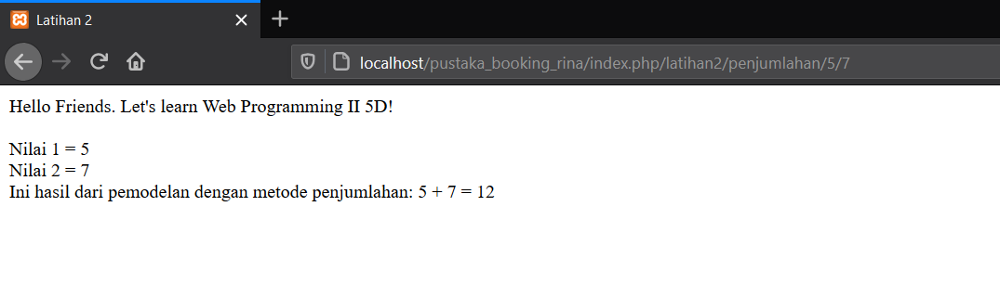 Latihan 2
localhost/pustaka_booking_rina/index.php/latihan2/penjumlahan/5/7
Hello Friends. Let's learn Web Programming II 5D!
Nilai 1 = 5
Nilai 2 = 7
Ini hasil dari pemodelan dengan metode penjumlahan: 5 + 7 = 12